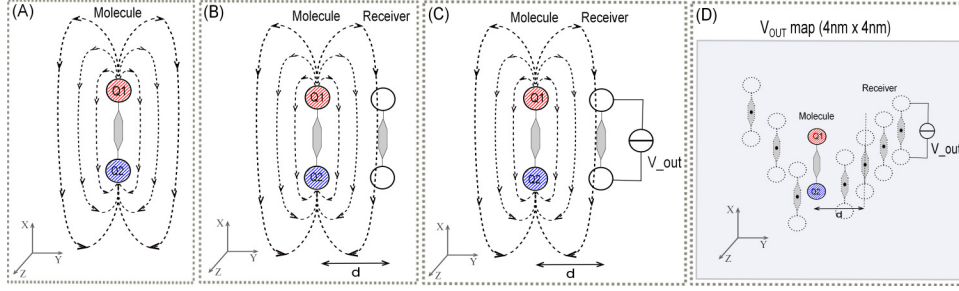 (A)
Molecule
Q1
Q2
X
Y
Z
(B)
Molecule
Receiver
Q1
Q2
X
Y
Z
d
(C)
Molecule
Receiver
Q1
Q2
V_out
X
Y
Z
d
(D)
VOUT map (4nm x 4nm)
Receiver
Molecule
Q1
V_out
Q2
d
X
Y
Z